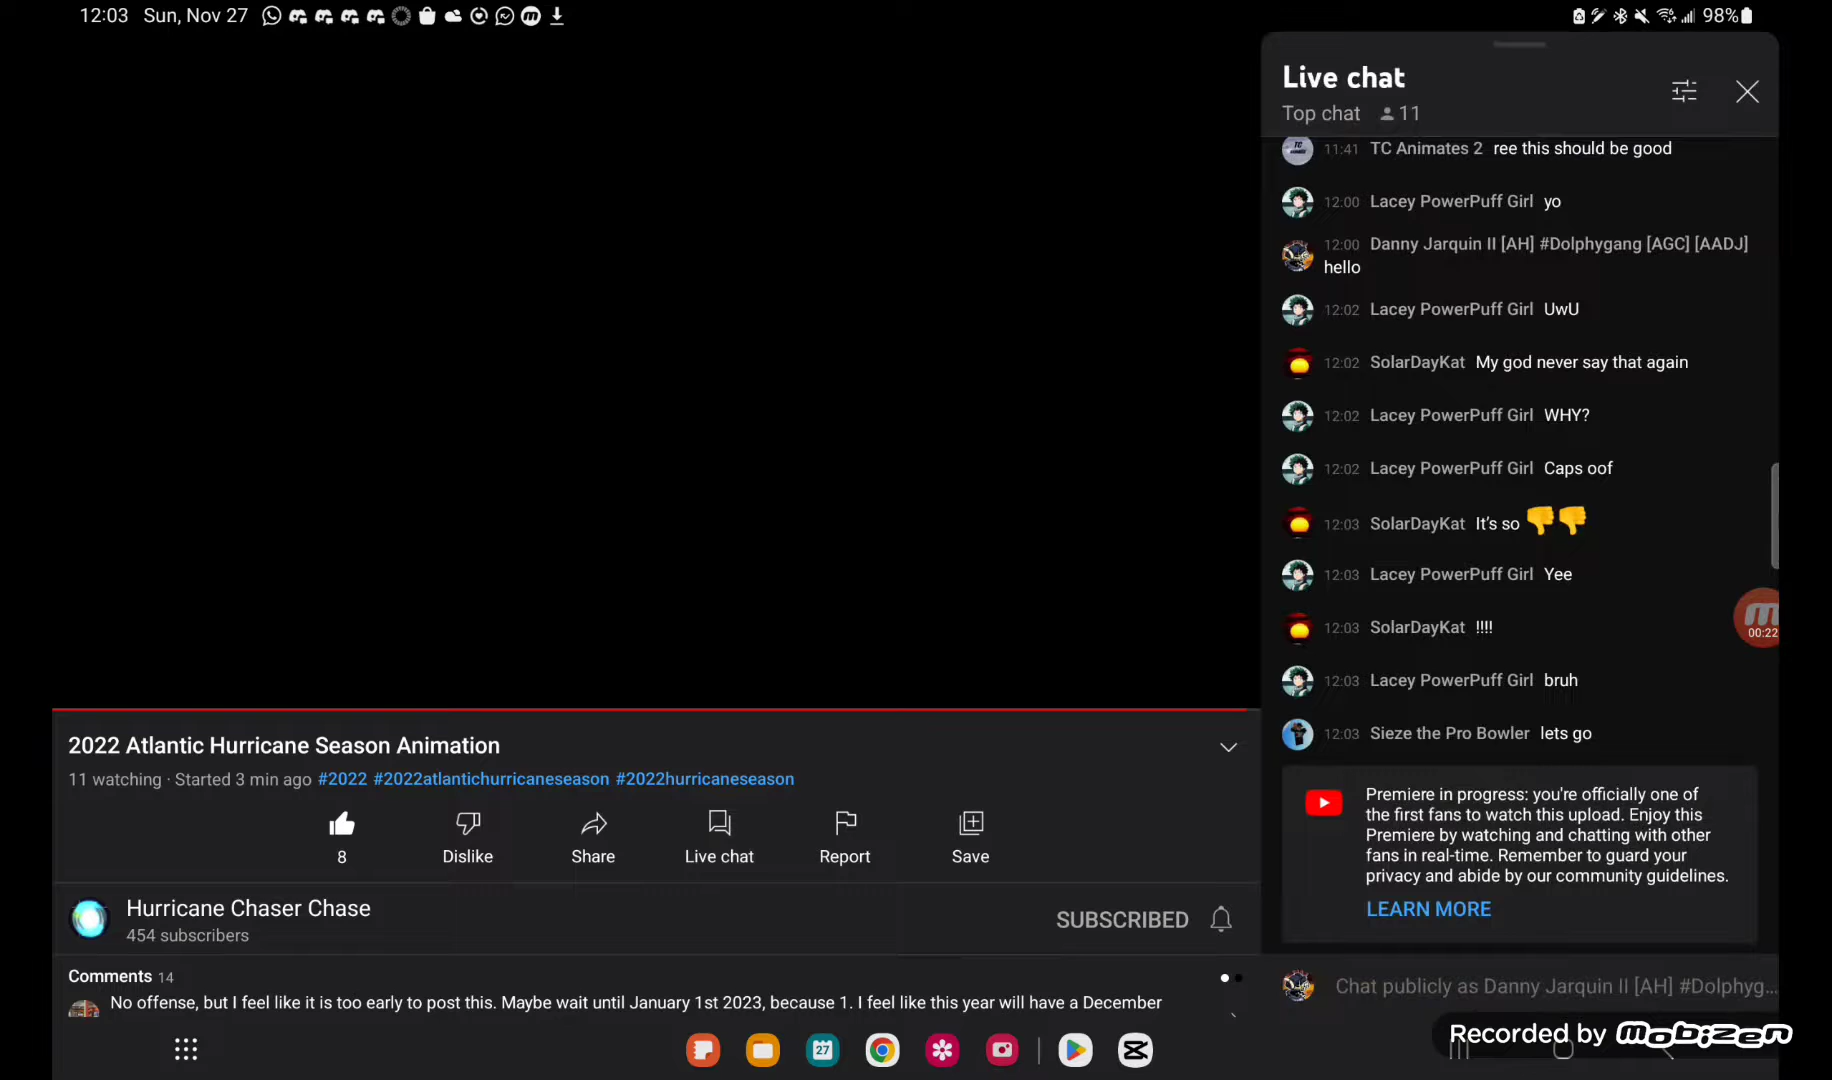 12:03 Sun, Nov 27
98%
Live chat
Top chat 11
11:41 TC Animates 2 ree this should be good
12:00 Lacey PowerPuff Girl yo
12:00 Danny Jarquin II [AH] #Dolphygang [AGC] [AADJ]
hello
12:02 Lacey PowerPuff Girl UwU
12:02 SolarDayKat My god never say that again
12:02 Lacey PowerPuff Girl WHY?
12:02 Lacey PowerPuff Girl Caps oof
12:03 SolarDayKat It's so 👎👎
12:03 Lacey PowerPuff Girl Yee
12:03 SolarDayKat !!!!
00:22
12:03 Lacey PowerPuff Girl bruh
12:03 Sieze the Pro Bowler lets go
Premiere in progress: you're officially one of
the first fans to watch this upload. Enjoy this
Premiere by watching and chatting with other
fans in real-time. Remember to guard your
privacy and abide by our community guidelines.
LEARN MORE
Chat publicly as Danny Jarquin II [AH] #Dolphyg...
2022 Atlantic Hurricane Season Animation
11 watching · Started 3 min ago #2022 #2022atlantichurricaneseason #2022hurricaneseason
8 Dislike Share Live chat Report Save
Hurricane Chaser Chase
454 subscribers
SUBSCRIBED
Comments 14
No offense, but I feel like it is too early to post this. Maybe wait until January 1st 2023, because 1. I feel like this year will have a December
27
Recorded by Mobizen